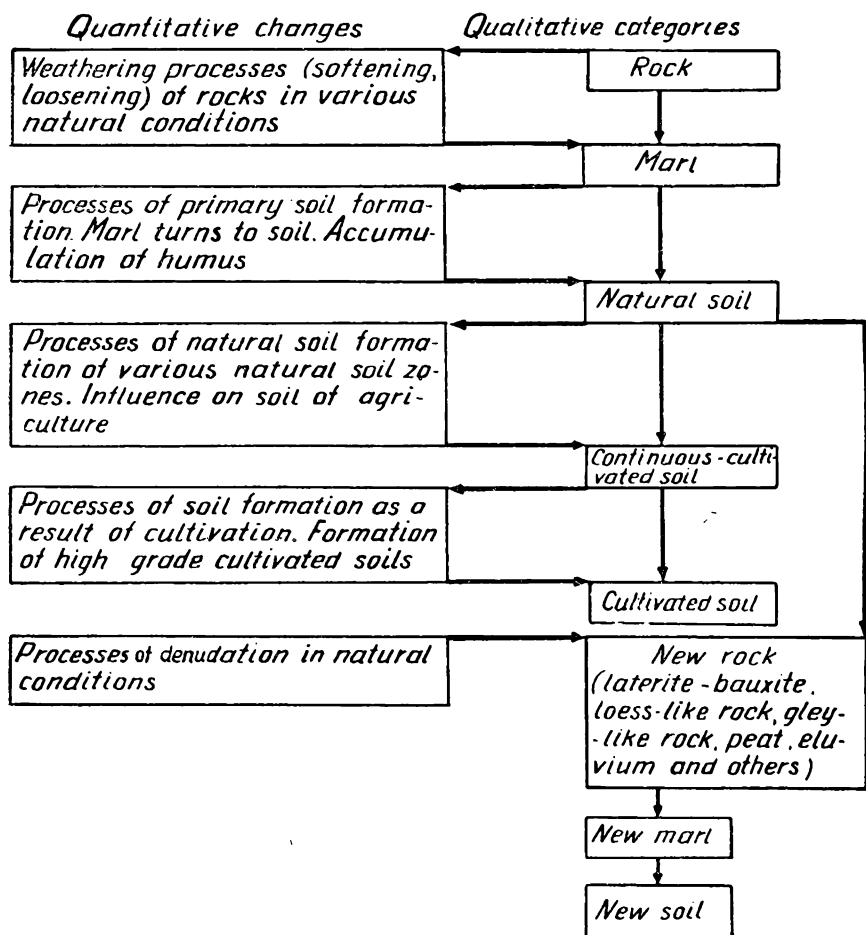 Quantitative changes
Qualitative categories
Weathering processes (softening,
loosening) of rocks in various
natural conditions
Rock
Marl
Processes of primary soil forma-
tion. Marl turns to soil. Accumu-
lation of humus
Natural soil
Processes of natural soil forma-
tion of various natural soil zo-
nes. Influence on soil of agri-
culture
Continuous-culti-
vated soil
Processes of soil formation as a
result of cultivation. Formation
of high grade cultivated soils
Cultivated soil
Processes of denudation in natural
conditions
New rock
(laterite-bauxite,
loess-like rock, gley-
-like rock, peat, elu-
vium and others)
New marl
New soil